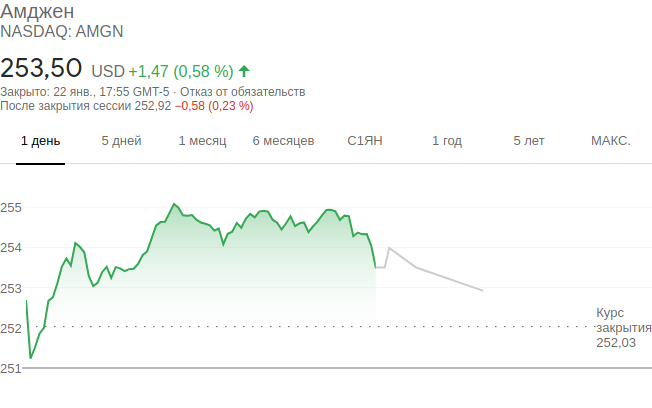 Амджен
NASDAQ: AMGN
253,50 USD +1,47 (0,58 %)
Закрыто: 22 янв., 17:55 GMT-5 · Отказ от обязательств
После закрытия сессии 252,92 −0,58 (0,23 %)
1 день 5 дней 1 месяц 6 месяцев С1ЯН 1 год 5 лет МАКС.
255
254
253
252
251
Курс
закрытия
252,03